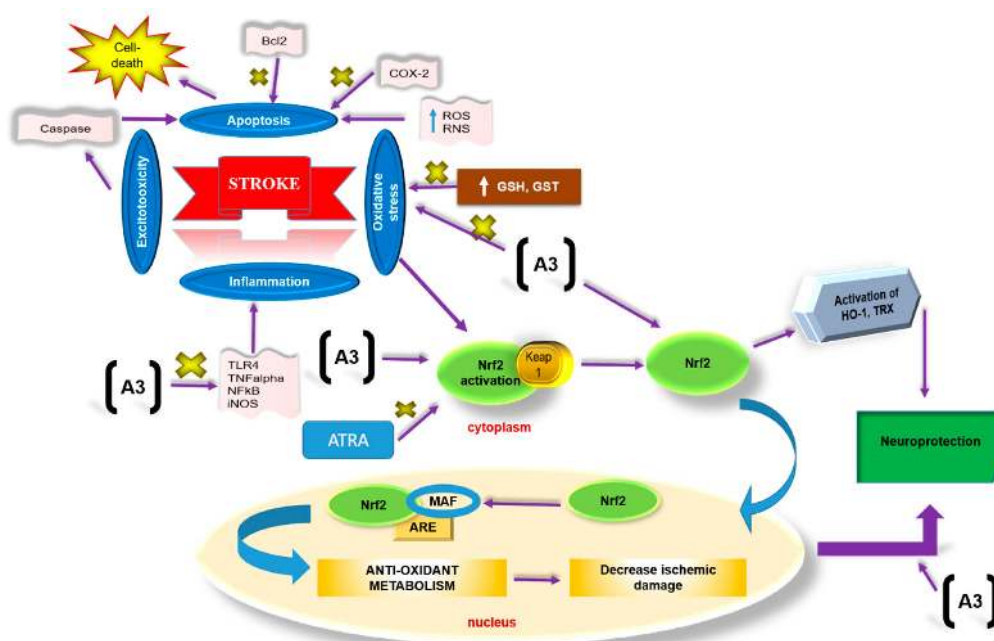 Bcl2
Cell-
death
COX-2
Caspase
Apoptosis
ROS
RNS
STROKE
Excitotooxicity
Oxidative
stress
GSH, GST
A3
Inflammation
Activation of
HO-1, TRX
A3
TLR4
TNFalpha
NFkB
iNOS
A3
Nrf2
activation
Keap
1
Nrf2
ATRA
cytoplasm
Neuroprotection
Nrf2
MAF
ARE
Nrf2
ANTI-OXIDANT
METABOLISM
Decrease ischemic
damage
A3
nucleus